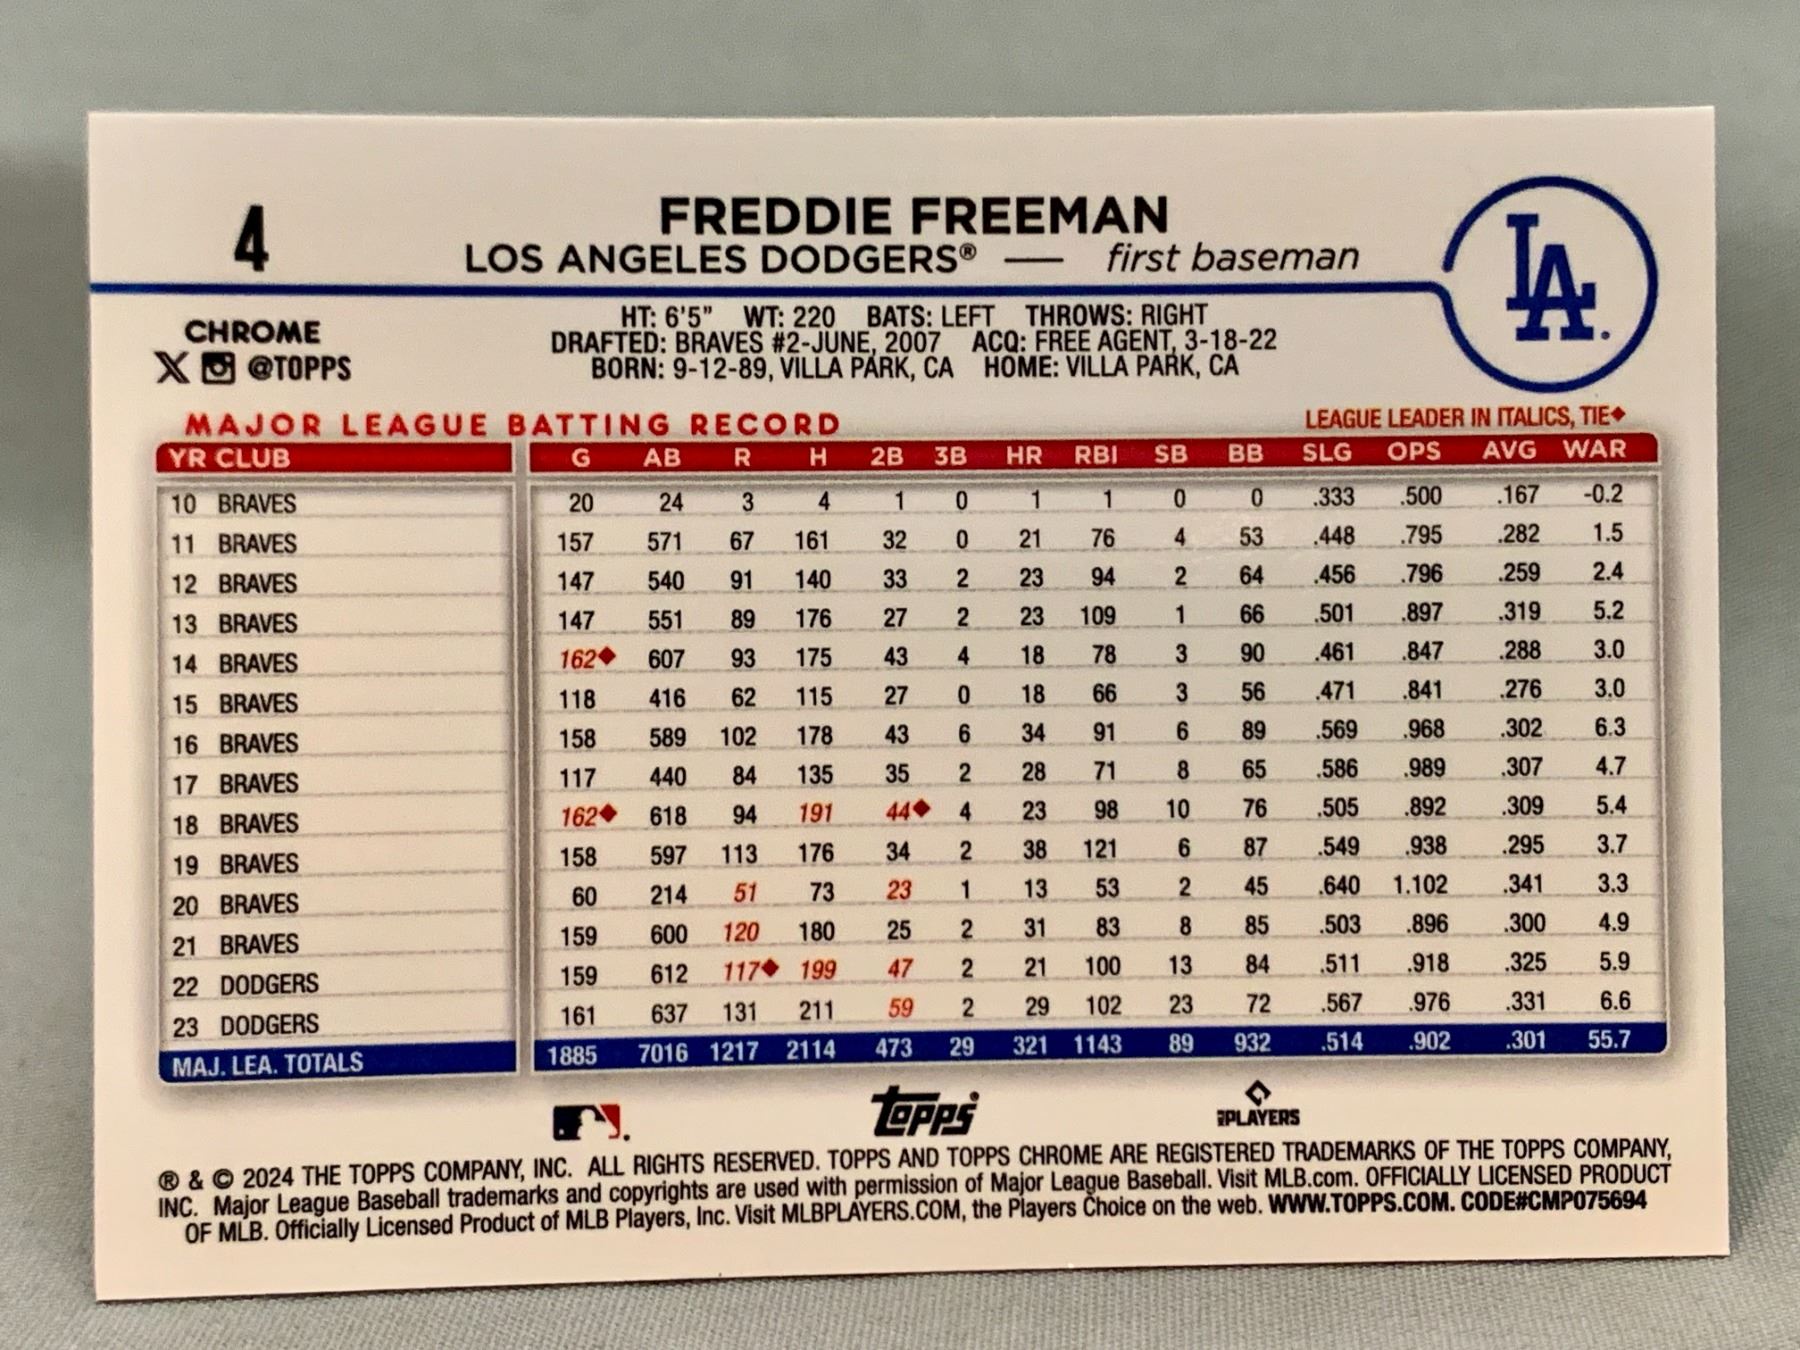 4
FREDDIE FREEMAN
LOS ANGELES DODGERS® — first baseman
LA
HT: 6'5" WT: 220 BATS: LEFT THROWS: RIGHT
CHROME
DRAFTED: BRAVES #2-JUNE, 2007 ACQ: FREE AGENT, 3-18-22
X @TOPPS
BORN: 9-12-89, VILLA PARK, CA HOME: VILLA PARK, CA
MAJOR LEAGUE BATTING RECORD LEAGUE LEADER IN ITALICS, TIE◆
YR CLUB G AB R H 2B 3B HR RBI SB BB SLG OPS AVG WAR
10 BRAVES 20 24 3 4 1 0 1 1 0 0 .333 .500 .167 -0.2
11 BRAVES 157 571 67 161 32 0 21 76 4 53 .448 .795 .282 1.5
12 BRAVES 147 540 91 140 33 2 23 94 2 64 .456 .796 .259 2.4
13 BRAVES 147 551 89 176 27 2 23 109 1 66 .501 .897 .319 5.2
14 BRAVES 162◆ 607 93 175 43 4 18 78 3 90 .461 .847 .288 3.0
15 BRAVES 118 416 62 115 27 0 18 66 3 56 .471 .841 .276 3.0
16 BRAVES 158 589 102 178 43 6 34 91 6 89 .569 .968 .302 6.3
17 BRAVES 117 440 84 135 35 2 28 71 8 65 .586 .989 .307 4.7
18 BRAVES 162◆ 618 94 191 44◆ 4 23 98 10 76 .505 .892 .309 5.4
19 BRAVES 158 597 113 176 34 2 38 121 6 87 .549 .938 .295 3.7
20 BRAVES 60 214 51 73 23 1 13 53 2 45 .640 1.102 .341 3.3
21 BRAVES 159 600 120 180 25 2 31 83 8 85 .503 .896 .300 4.9
22 DODGERS 159 612 117◆ 199 47 2 21 100 13 84 .511 .918 .325 5.9
23 DODGERS 161 637 131 211 59 2 29 102 23 72 .567 .976 .331 6.6
MAJ. LEA. TOTALS 1885 7016 1217 2114 473 29 321 1143 89 932 .514 .902 .301 55.7
topps PLAYERS
® & © 2024 THE TOPPS COMPANY, INC. ALL RIGHTS RESERVED. TOPPS AND TOPPS CHROME ARE REGISTERED TRADEMARKS OF THE TOPPS COMPANY,
INC. Major League Baseball trademarks and copyrights are used with permission of Major League Baseball. Visit MLB.com. OFFICIALLY LICENSED PRODUCT
OF MLB. Officially Licensed Product of MLB Players, Inc. Visit MLBPLAYERS.COM, the Players Choice on the web. WWW.TOPPS.COM. CODE#CMP075694